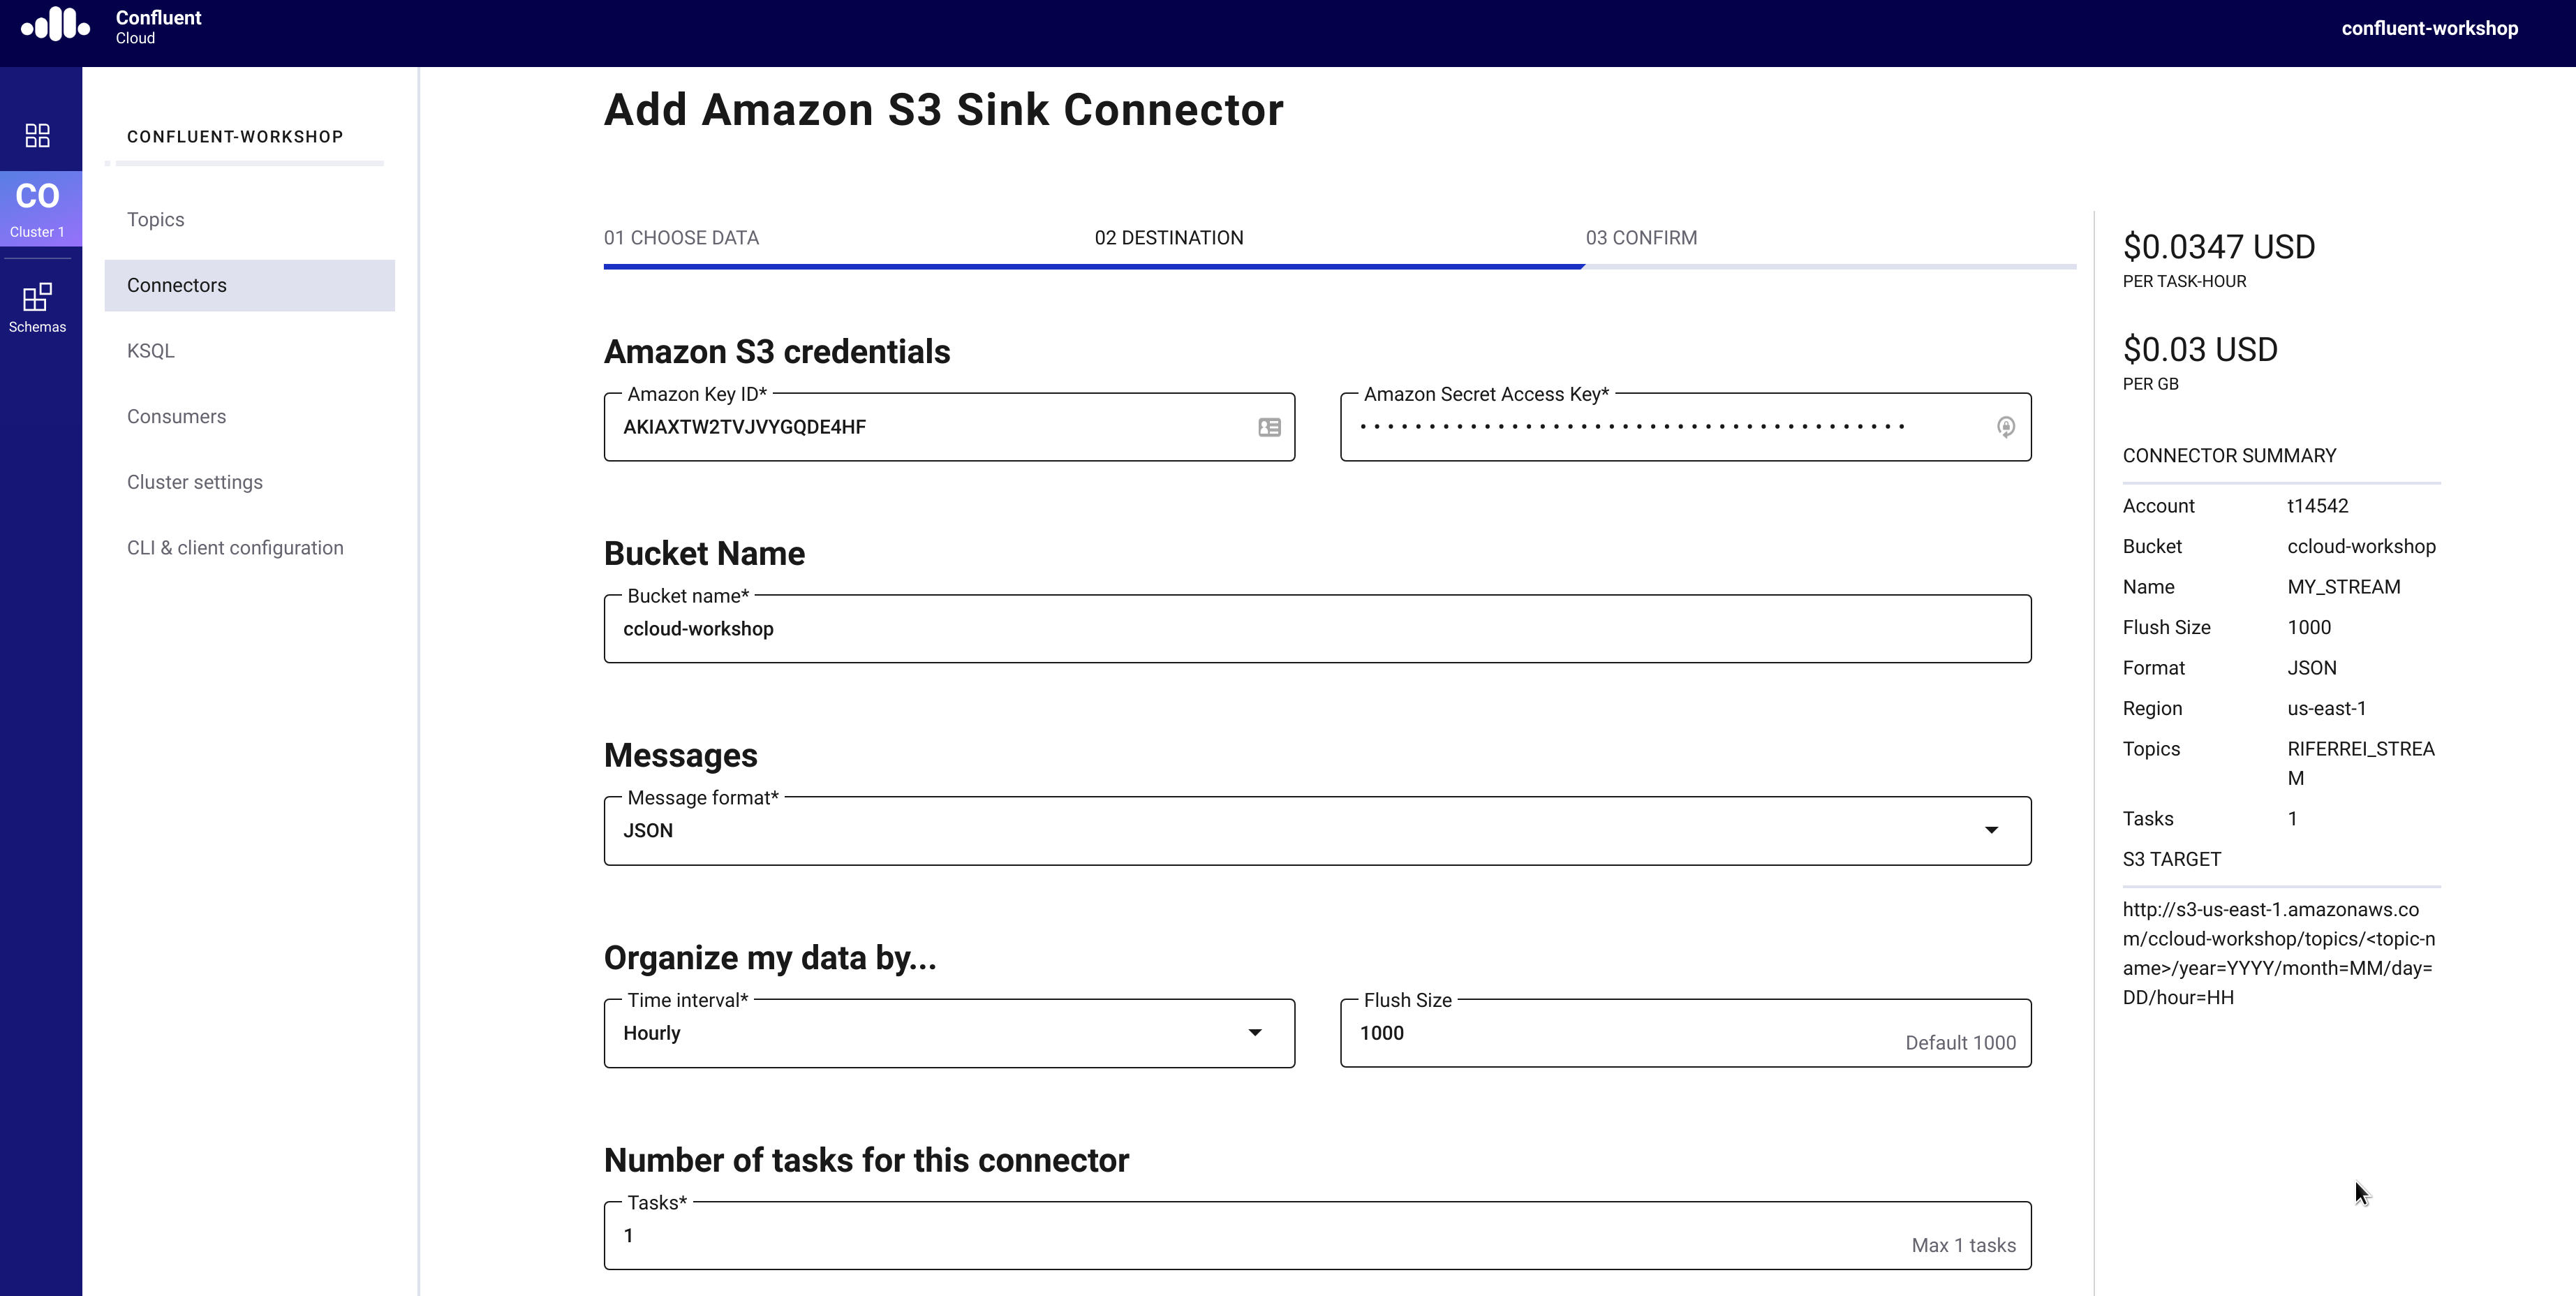 Confluent
Cloud
confluent-workshop
CO
Cluster 1
Schemas
CONFLUENT-WORKSHOP
Topics
Connectors
KSQL
Consumers
Cluster settings
CLI & client configuration
Add Amazon S3 Sink Connector
01 CHOOSE DATA
02 DESTINATION
03 CONFIRM
Amazon S3 credentials
Amazon Key ID*
AKIAXTW2TVJVYGQDE4HF
Amazon Secret Access Key*
••••••••••••••••••••••••••••••••••••••••
Bucket Name
Bucket name*
ccloud-workshop
Messages
Message format*
JSON
Organize my data by...
Time interval*
Hourly
Flush Size
1000
Default 1000
Number of tasks for this connector
Tasks*
1
Max 1 tasks
$0.0347 USD
PER TASK-HOUR
$0.03 USD
PER GB
CONNECTOR SUMMARY
Account t14542
Bucket ccloud-workshop
Name MY_STREAM
Flush Size 1000
Format JSON
Region us-east-1
Topics RIFERREI_STREA
M
Tasks 1
S3 TARGET
http://s3-us-east-1.amazonaws.co
m/ccloud-workshop/topics/<topic-n
ame>/year=YYYY/month=MM/day=
DD/hour=HH